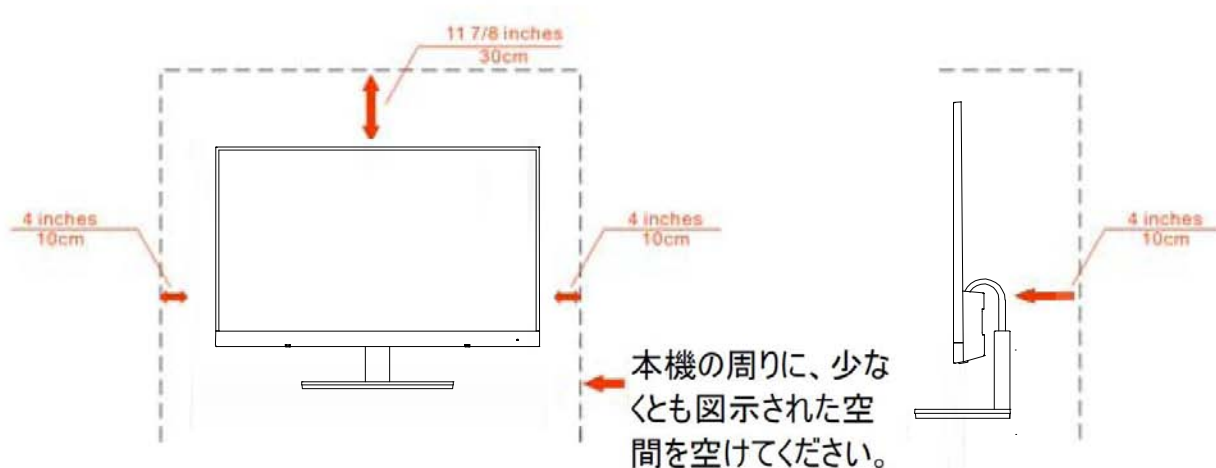 11 7/8 inches
30cm
4 inches
10cm
4 inches
10cm
4 inches
10cm
本機の周りに、少な
くとも図示された空
間を空けてください。